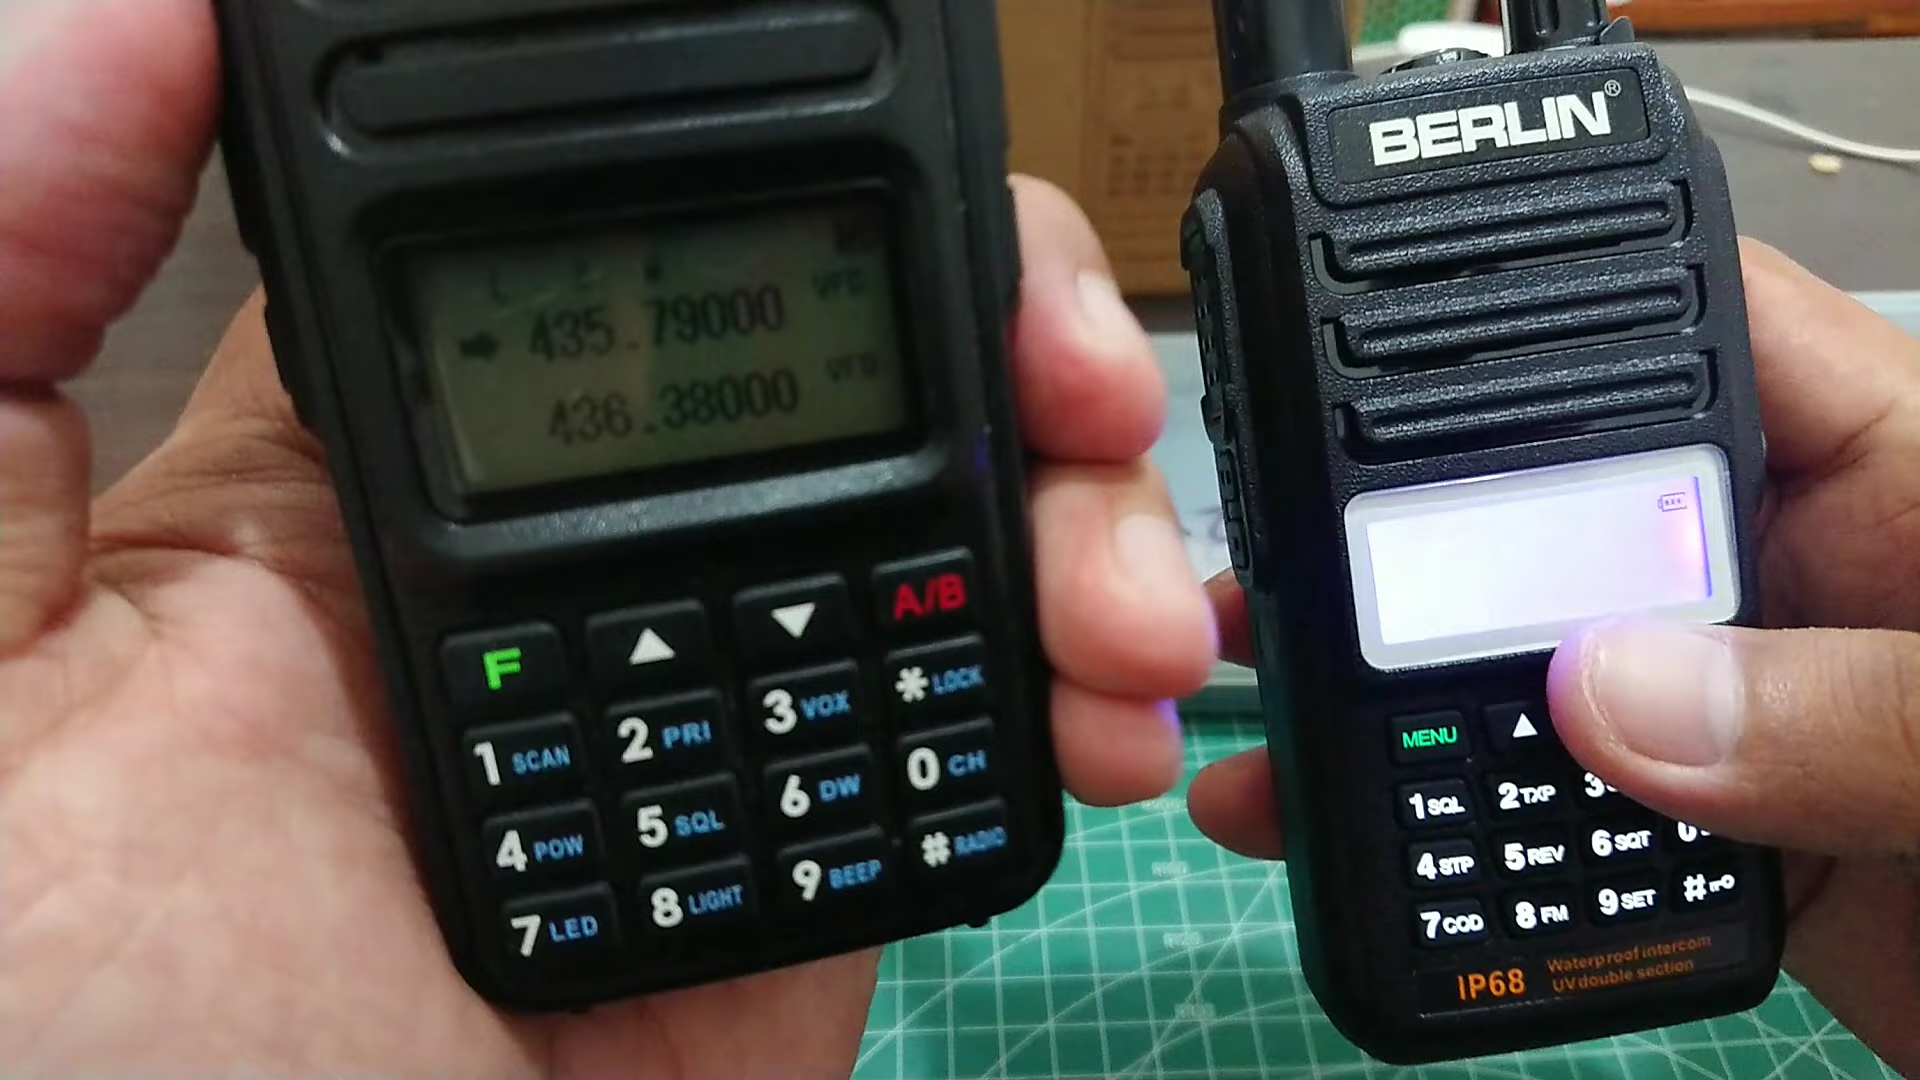 VFO
435.79000
VFO
436.38000
F
A/B
1 SCAN
2 PRI
3 VOX
* LOCK
4 POW
5 SQL
6 DW
0 CH
7 LED
8 LIGHT
9 BEEP
# RADIO
BERLIN®
MENU
1 SQL
2 TXP
3
4 STP
5 REV
6 SQT
0
7 COD
8 FM
9 SET
#
IP68
Waterproof intercom
UV double section